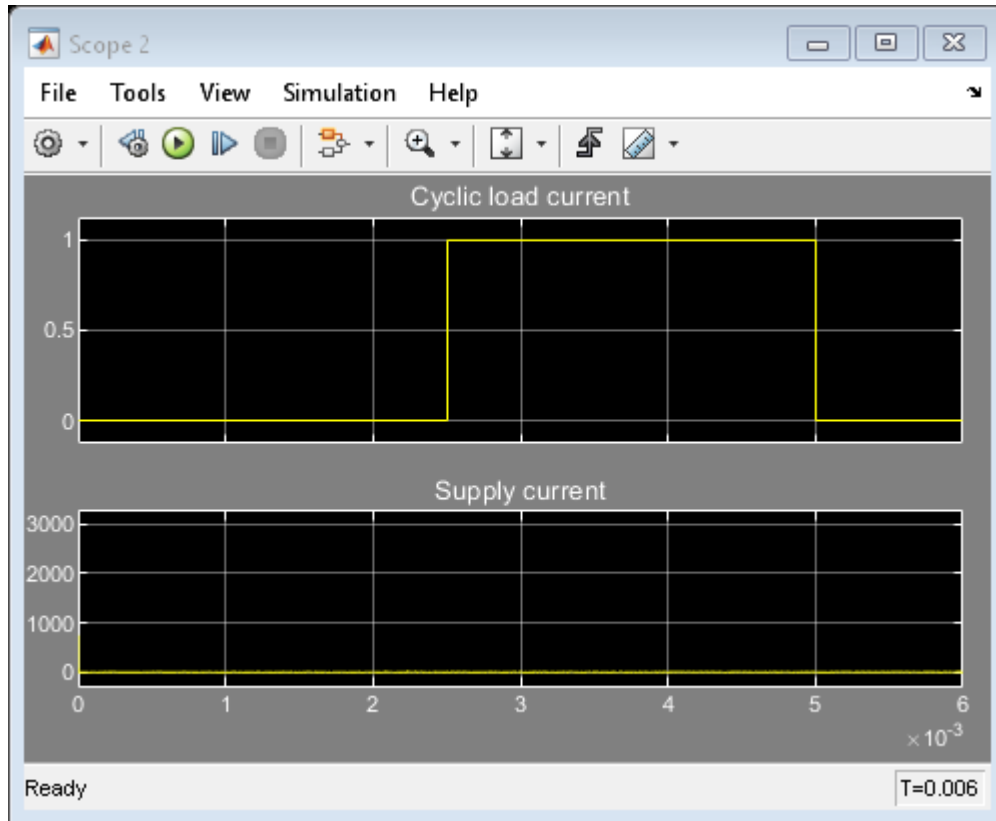 Scope 2
File Tools View Simulation Help
Cyclic load current
1
0.5
0
Supply current
3000
2000
1000
0
0 1 2 3 4 5 6
×10-3
Ready T=0.006